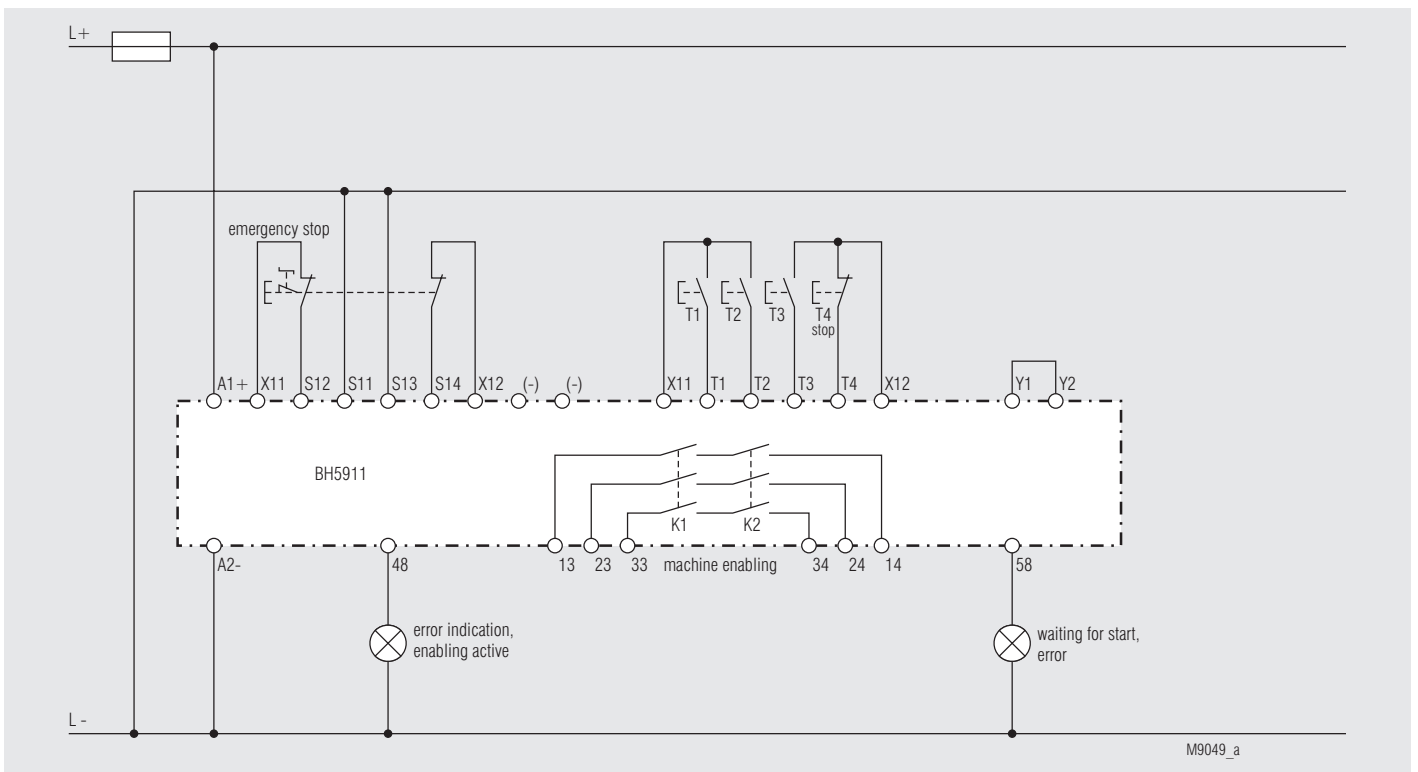 L+
emergency stop
T1 T2 T3 T4
stop
A1+ X11 S12 S11 S13 S14 X12 (-) (-) X11 T1 T2 T3 T4 X12 Y1 Y2
BH5911
K1 K2
A2- 48 13 23 33 machine enabling 34 24 14 58
error indication,
enabling active
waiting for start,
error
L -
M9049_a